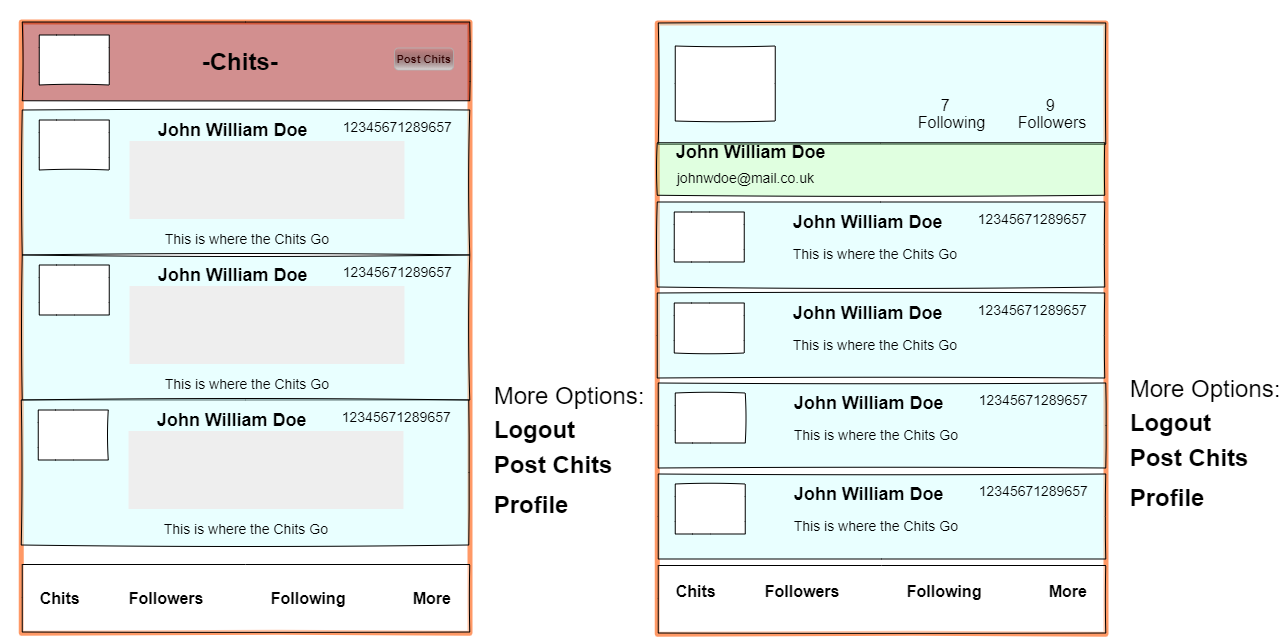 -Chits-
Post Chits
John William Doe 12345671289657
This is where the Chits Go
John William Doe 12345671289657
This is where the Chits Go
John William Doe 12345671289657
This is where the Chits Go
Chits Followers Following More
More Options:
Logout
Post Chits
Profile
7 9
Following Followers
John William Doe
johnwdoe@mail.co.uk
John William Doe 12345671289657
This is where the Chits Go
John William Doe 12345671289657
This is where the Chits Go
John William Doe 12345671289657
This is where the Chits Go
John William Doe 12345671289657
This is where the Chits Go
Chits Followers Following More
More Options:
Logout
Post Chits
Profile